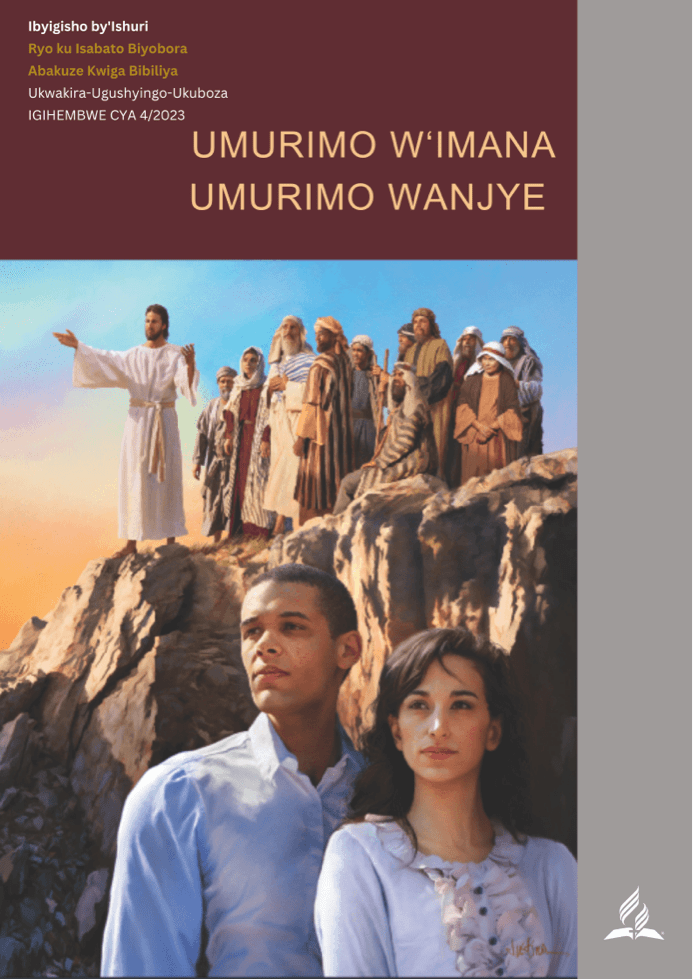 Ibyigisho by'Ishuri
Ryo ku Isabato Biyobora
Abakuze Kwiga Bibiliya
Ukwakira-Ugushyingo-Ukuboza
IGIHEMBWE CYA 4/2023
UMURIMO W‘IMANA
UMURIMO WANJYE